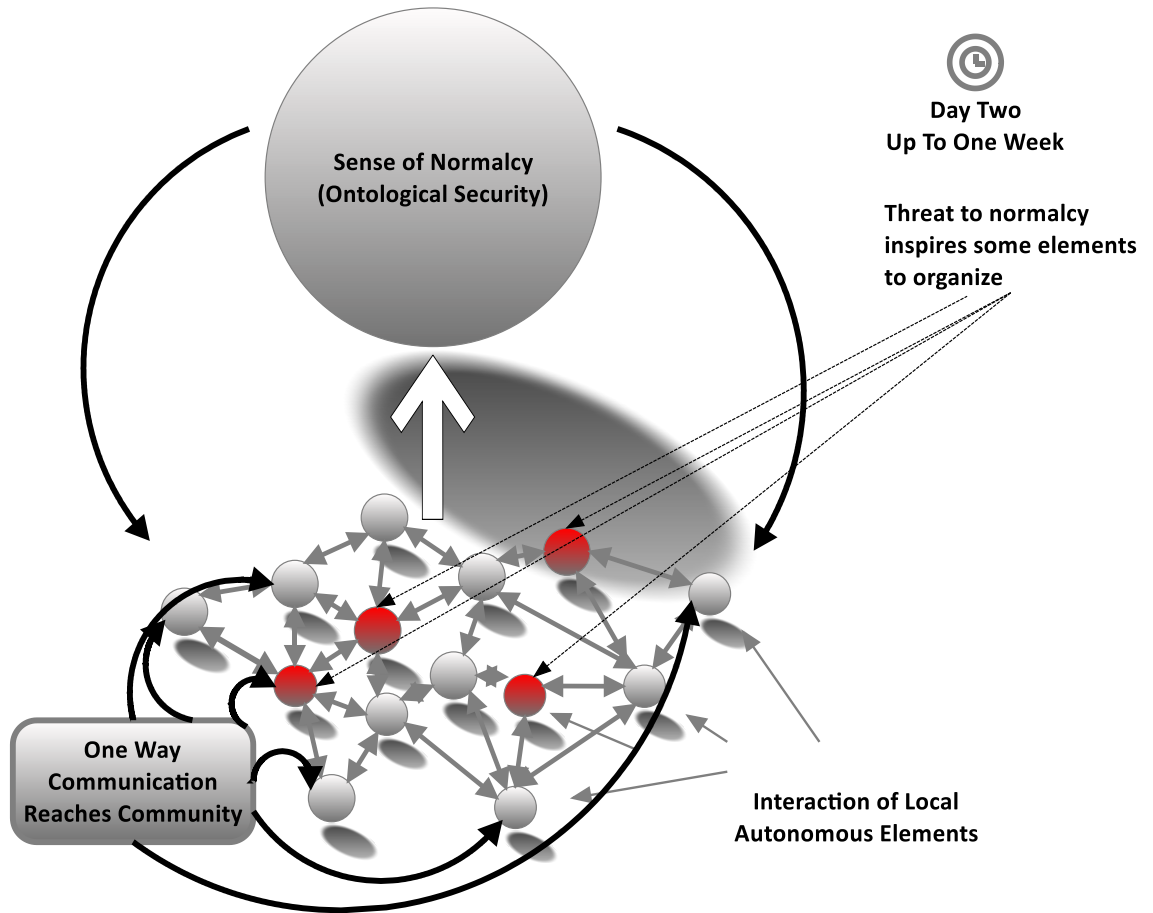 Sense of Normalcy
(Ontological Security)
Day Two
Up To One Week
Threat to normalcy
inspires some elements
to organize
One Way
Communication
Reaches Community
Interaction of Local
Autonomous Elements